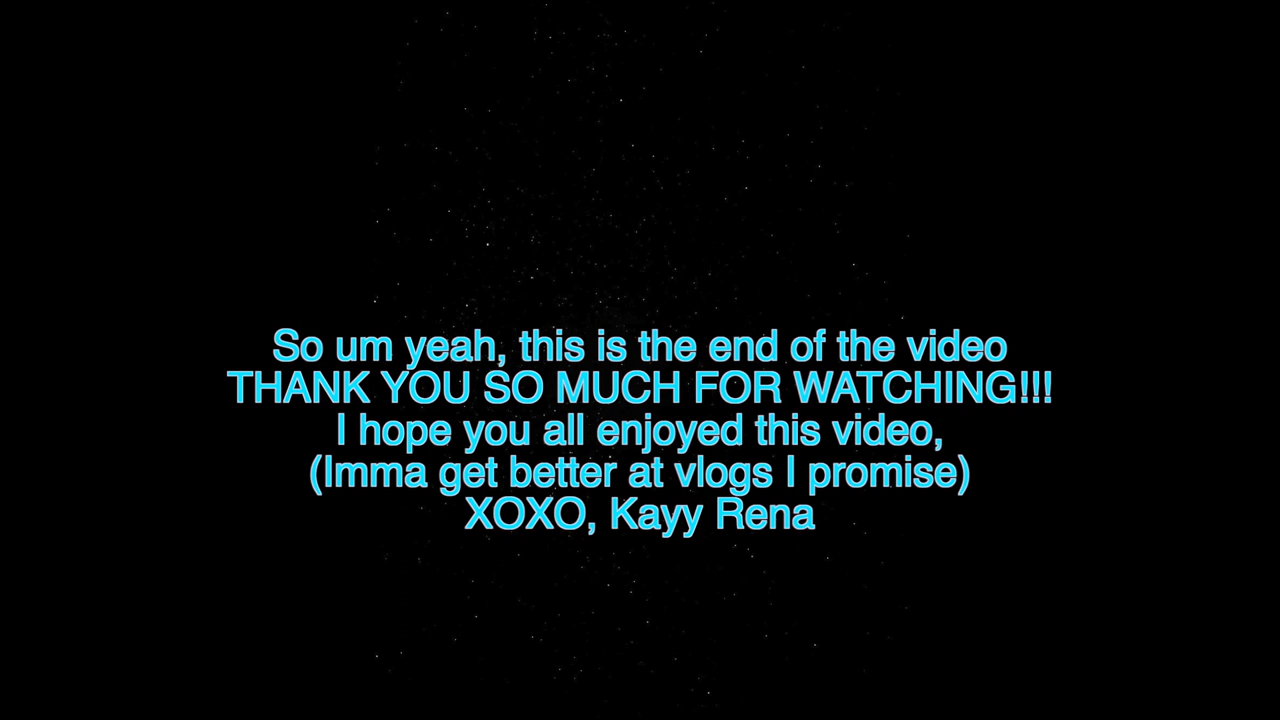 So um yeah, this is the end of the video
THANK YOU SO MUCH FOR WATCHING!!!
I hope you all enjoyed this video,
(Imma get better at vlogs I promise)
XOXO, Kayy Rena